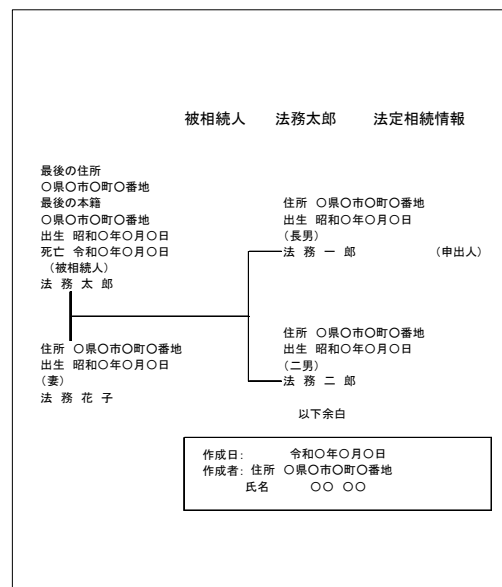 被相続人 法務太郎 法定相続情報
最後の住所
○県○市○町○番地
最後の本籍
○県○市○町○番地
出生 昭和○年○月○日
死亡 令和○年○月○日
(被相続人)
法 務 太 郎
住所 ○県○市○町○番地
出生 昭和○年○月○日
(妻)
法 務 花 子
住所 ○県○市○町○番地
出生 昭和○年○月○日
(長男)
法 務 一 郎 (申出人)
住所 ○県○市○町○番地
出生 昭和○年○月○日
(二男)
法 務 二 郎
以下余白
作成日: 令和○年○月○日
作成者: 住所 ○県○市○町○番地
氏名 ○○ ○○